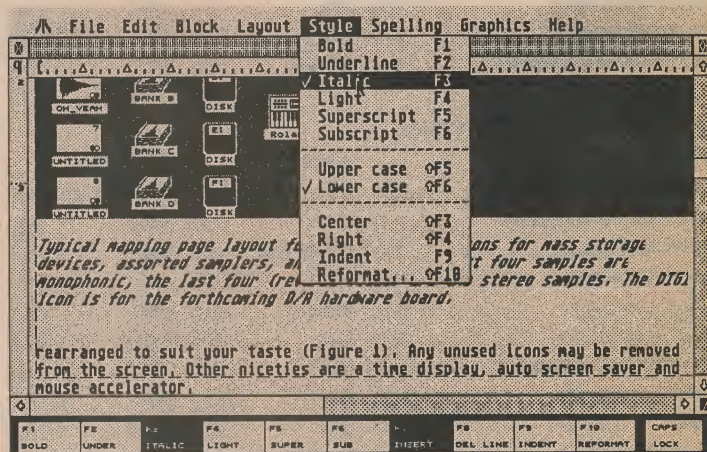 File Edit Block Layout Style Spelling Graphics Help
Bold F1
Underline F2
✓ Italic F3
Light F4
Superscript F5
Subscript F6
Upper case ⇧F5
✓ Lower case ⇧F6
Center ⇧F3
Right ⇧F4
Indent F9
Reformat... ⇧F10
OH_YEAH BANK B DISK
UNTITLED BANK C DISK Rola
UNTITLED BANK D DISK
Typical mapping page layout fo ons for mass storage
devices, assorted samplers, an t four samples are
monophonic, the last four (re stereo samples. The DIGI
icon is for the forthcoming D/A hardware board.
rearranged to suit your taste (Figure 1). Any unused icons may be removed
from the screen. Other niceties are a time display, auto screen saver and
mouse accelerator.
F1 F2 F3 F4 F5 F6 F8 F9 F10 CAPS
BOLD UNDER ITALIC LIGHT SUPER SUB INSERT DEL LINE INDENT REFORMAT LOCK